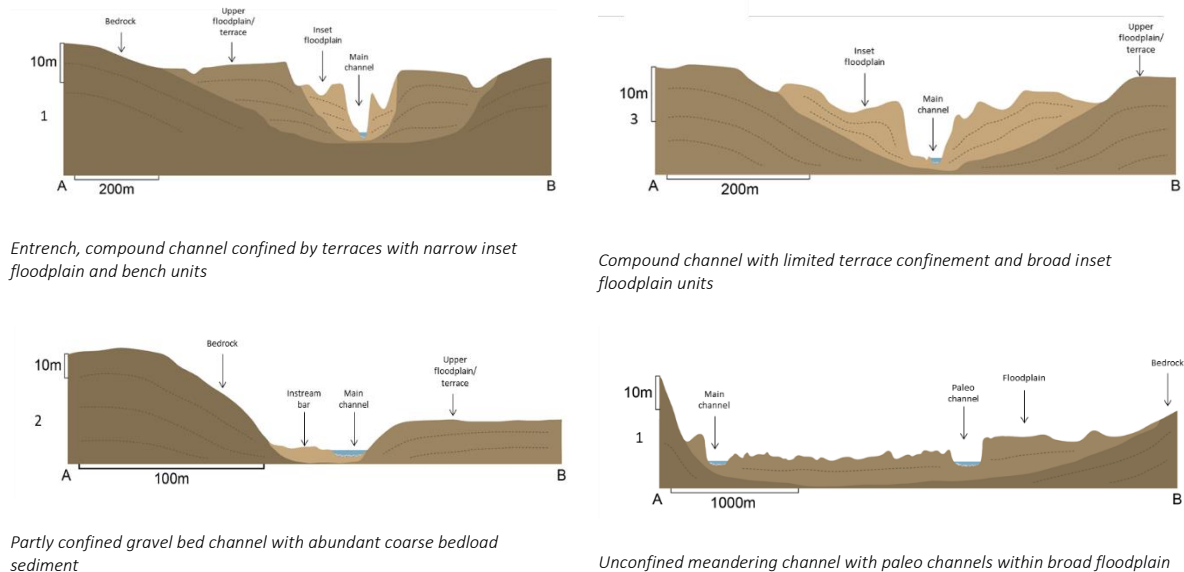 Bedrock
Upper
floodplain/
terrace
Inset
floodplain
Main
channel
10m
1
A
200m
B
Entrench, compound channel confined by terraces with narrow inset
floodplain and bench units
Upper
floodplain/
terrace
Inset
floodplain
Main
channel
10m
3
A
200m
B
Compound channel with limited terrace confinement and broad inset
floodplain units
Bedrock
Upper
floodplain/
terrace
Instream
bar
Main
channel
10m
2
A
100m
B
Partly confined gravel bed channel with abundant coarse bedload
sediment
Bedrock
Floodplain
Paleo
channel
Main
channel
10m
1
A
1000m
B
Unconfined meandering channel with paleo channels within broad floodplain